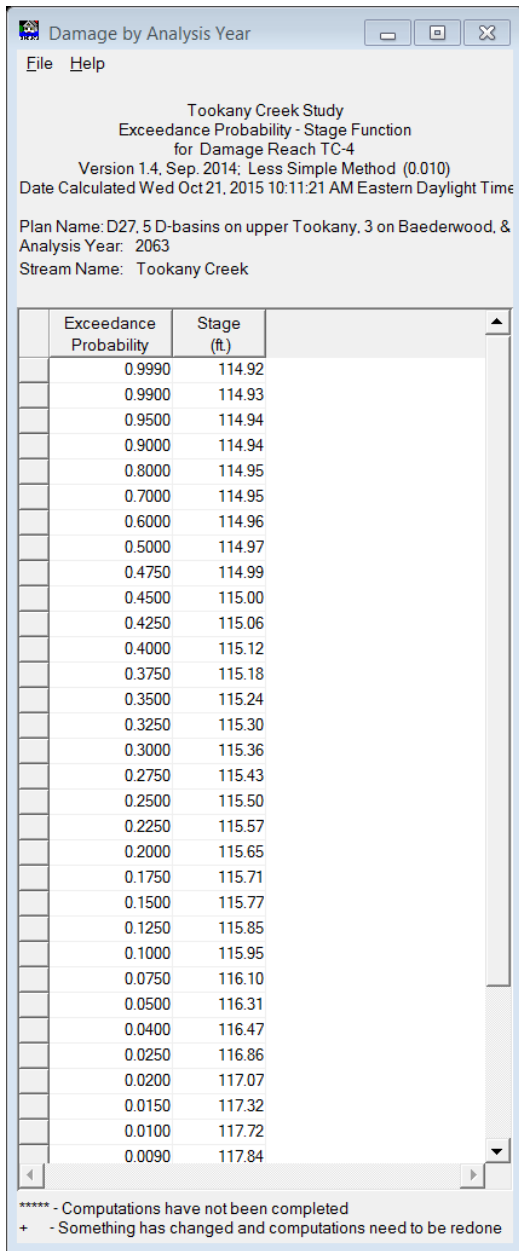 Damage by Analysis Year
File Help
Tookany Creek Study
Exceedance Probability - Stage Function
for Damage Reach TC-4
Version 1.4, Sep. 2014; Less Simple Method (0.010)
Date Calculated Wed Oct 21, 2015 10:11:21 AM Eastern Daylight Time
Plan Name: D27, 5 D-basins on upper Tookany, 3 on Baederwood, &
Analysis Year: 2063
Stream Name: Tookany Creek
Exceedance Stage
Probability (ft.)
0.9990 114.92
0.9900 114.93
0.9500 114.94
0.9000 114.94
0.8000 114.95
0.7000 114.95
0.6000 114.96
0.5000 114.97
0.4750 114.99
0.4500 115.00
0.4250 115.06
0.4000 115.12
0.3750 115.18
0.3500 115.24
0.3250 115.30
0.3000 115.36
0.2750 115.43
0.2500 115.50
0.2250 115.57
0.2000 115.65
0.1750 115.71
0.1500 115.77
0.1250 115.85
0.1000 115.95
0.0750 116.10
0.0500 116.31
0.0400 116.47
0.0250 116.86
0.0200 117.07
0.0150 117.32
0.0100 117.72
0.0090 117.84
***** - Computations have not been completed
+ - Something has changed and computations need to be redone